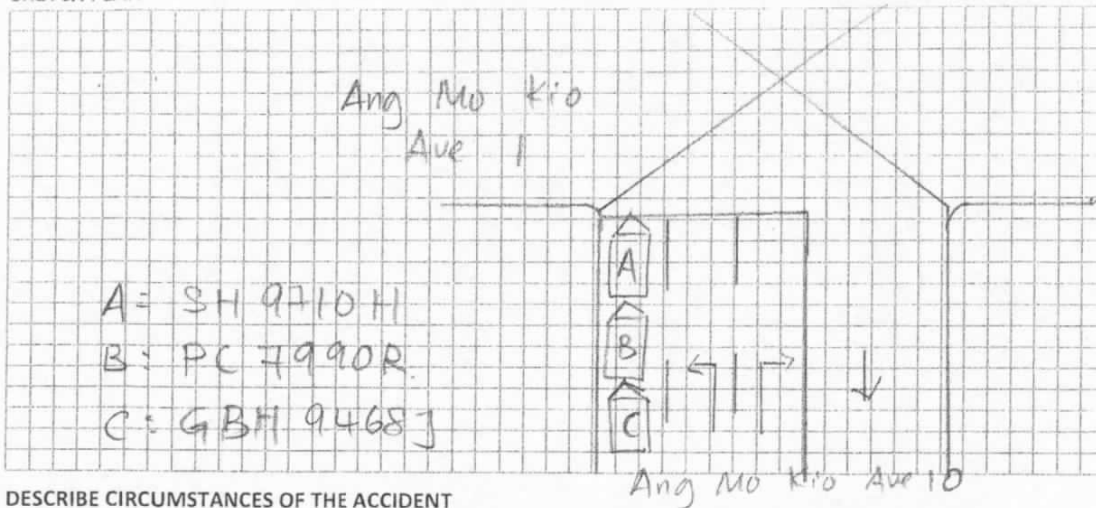 Ang Mo Kio
Ave 1
A = SH 9710H
B: PC 7990R
C: GBH 9468J
A
B
C
Ang Mo Kio Ave 10
DESCRIBE CIRCUMSTANCES OF THE ACCIDENT